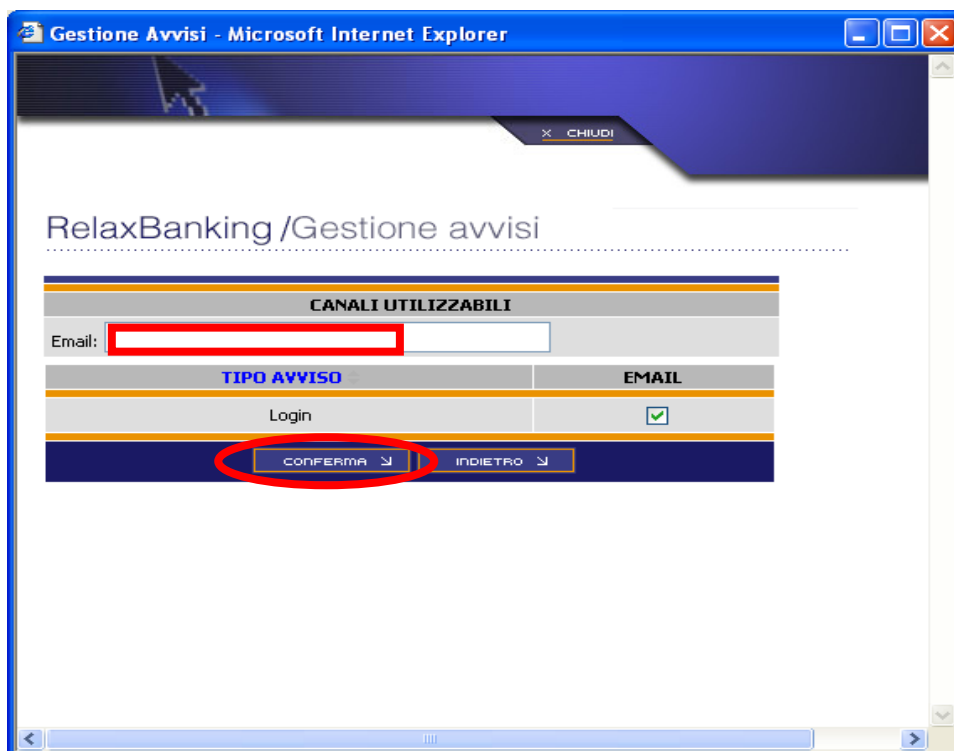 Gestione Avvisi - Microsoft Internet Explorer
X CHIUDI
RelaxBanking /Gestione avvisi
CANALI UTILIZZABILI
Email:
TIPO AVVISO EMAIL
Login
CONFERMA INDIETRO